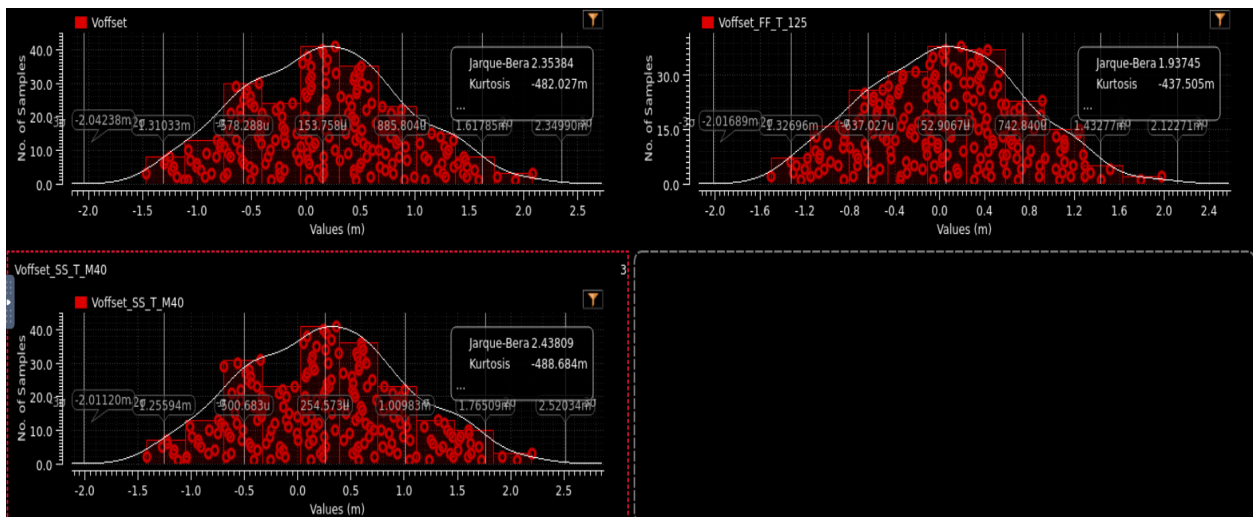 Voffset
No. of Samples
40.0
30.0
20.0
10.0
0.0
Jarque-Bera 2.35384
Kurtosis -482.027m
...
-2.04238m
-1.31033m
-578.288u
153.758u
885.804u
1.61785m
2.34990m
-2.0 -1.5 -1.0 -0.5 0.0 0.5 1.0 1.5 2.0 2.5
Values (m)
Voffset_FF_T_125
No. of Samples
30.0
15.0
0.0
Jarque-Bera 1.93745
Kurtosis -437.505m
...
-2.01689m
-1.32696m
-637.027u
52.9067u
742.840u
1.43277m
2.12271m
-2.0 -1.6 -1.2 -0.8 -0.4 0.0 0.4 0.8 1.2 1.6 2.0 2.4
Values (m)
Voffset_SS_T_M40
3
Voffset_SS_T_M40
No. of Samples
40.0
30.0
20.0
10.0
0.0
Jarque-Bera 2.43809
Kurtosis -488.684m
...
-2.01120m
-1.25594m
-500.683u
254.573u
1.00983m
1.76509m
2.52034m
-2.0 -1.5 -1.0 -0.5 0.0 0.5 1.0 1.5 2.0 2.5
Values (m)